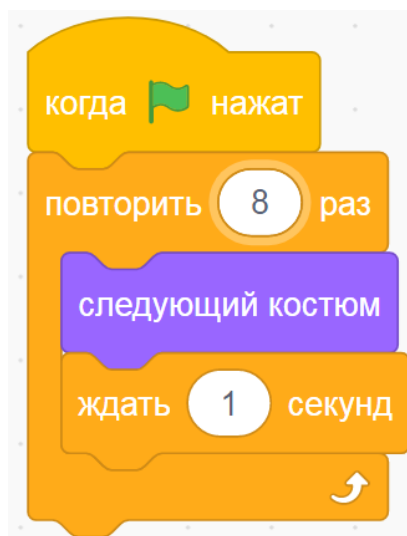 когда нажат
повторить 8 раз
следующий костюм
ждать 1 секунд